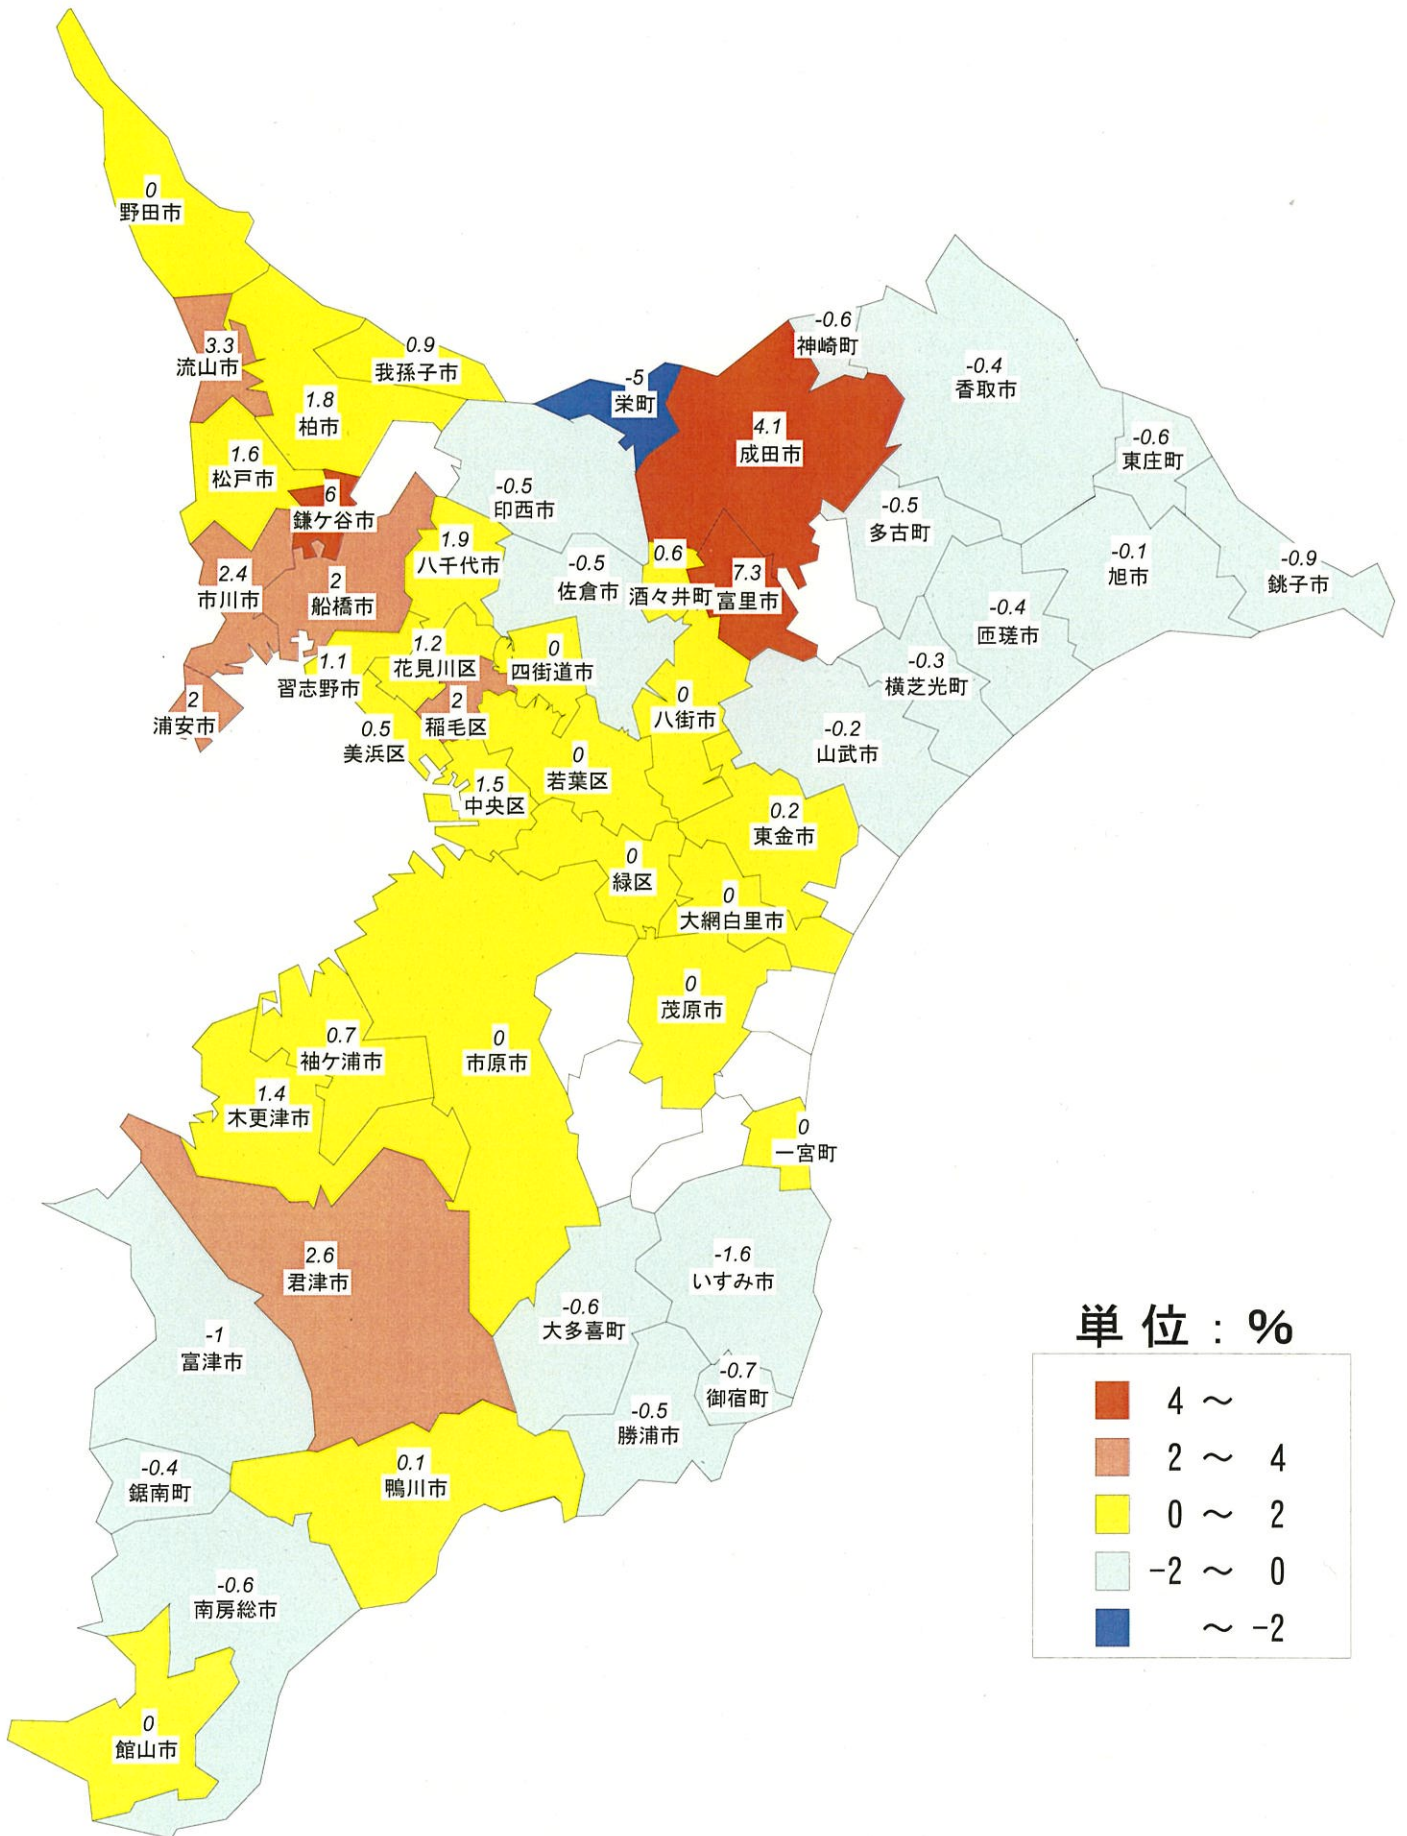 0
野田市
3.3
流山市
0.9
我孫子市
1.8
柏市
1.6
松戸市
6
鎌ケ谷市
-5
栄町
4.1
成田市
-0.6
神崎町
-0.4
香取市
-0.6
東庄町
-0.5
印西市
-0.5
多古町
-0.1
旭市
-0.9
銚子市
2.4
市川市
2
船橋市
1.9
八千代市
-0.5
佐倉市
0.6
酒々井町
7.3
富里市
-0.4
匝瑳市
-0.3
横芝光町
2
浦安市
1.1
習志野市
1.2
花見川区
0
四街道市
0
八街市
-0.2
山武市
0.5
美浜区
2
稲毛区
0
若葉区
1.5
中央区
0.2
東金市
0
緑区
0
大網白里市
0
茂原市
0.7
袖ケ浦市
0
市原市
1.4
木更津市
0
一宮町
2.6
君津市
-1.6
いすみ市
-1
富津市
-0.6
大多喜町
-0.7
御宿町
-0.5
勝浦市
-0.4
鋸南町
0.1
鴨川市
-0.6
南房総市
0
館山市
単位：%
4 ～
2 ～ 4
0 ～ 2
-2 ～ 0
～ -2